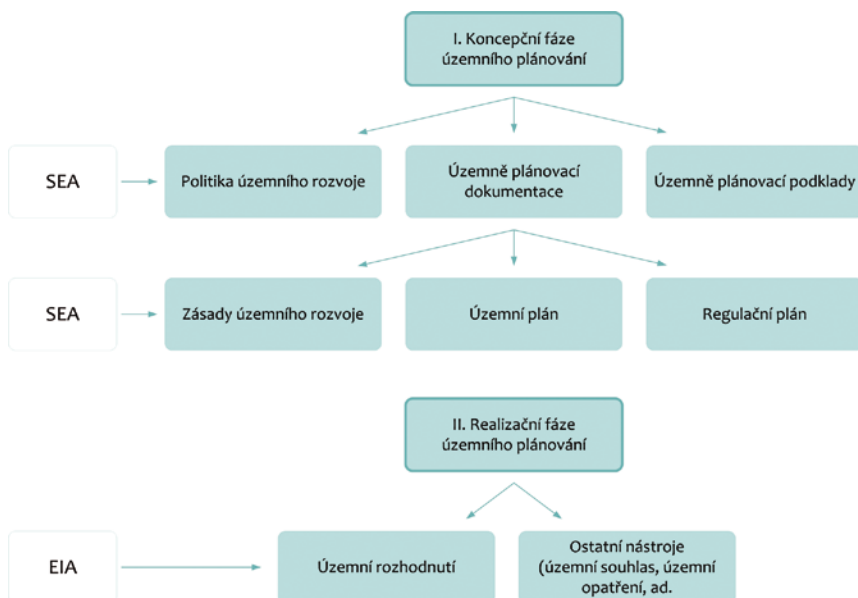 I. Koncepční fáze
územního plánování
SEA
Politika územního rozvoje
Územně plánovací
dokumentace
Územně plánovací podklady
SEA
Zásady územního rozvoje
Územní plán
Regulační plán
II. Realizační fáze
územního plánování
EIA
Územní rozhodnutí
Ostatní nástroje
(územní souhlas, územní
opatření, ad.